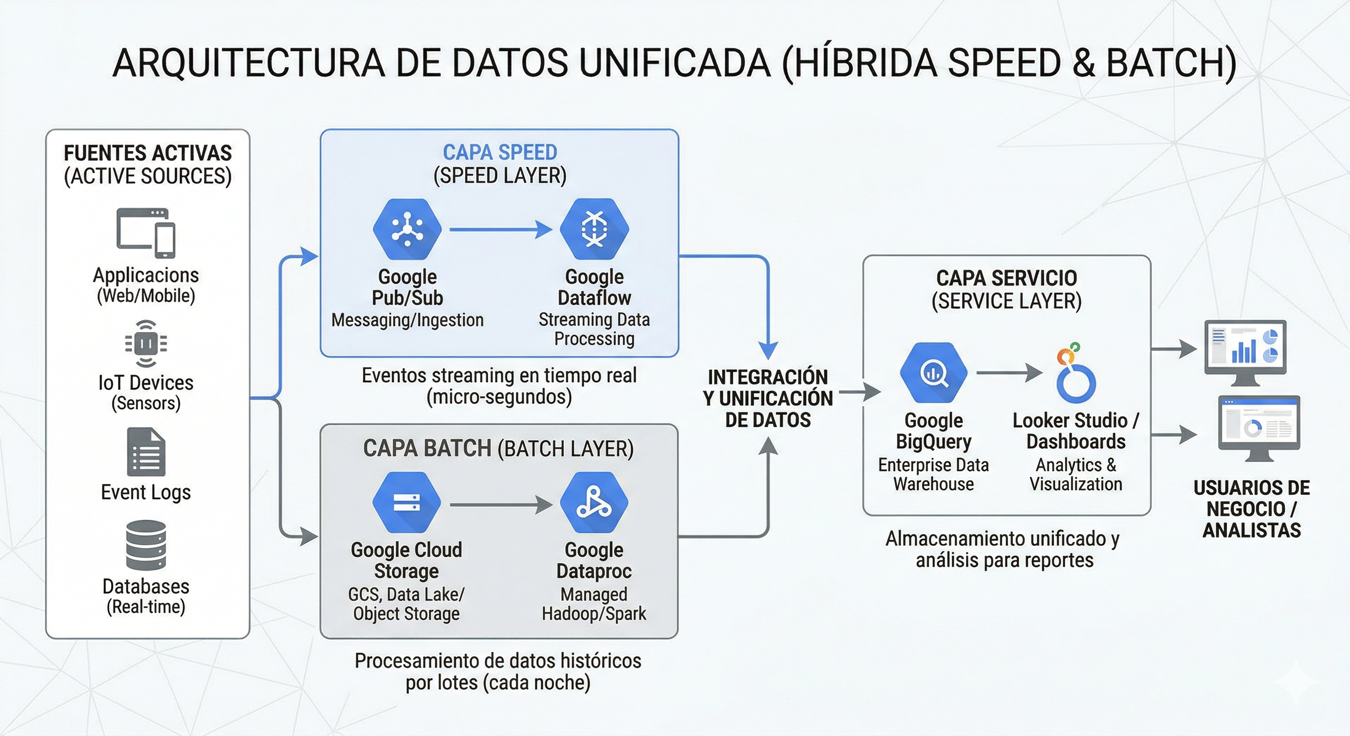 ARQUITECTURA DE DATOS UNIFICADA (HÍBRIDA SPEED & BATCH)
FUENTES ACTIVAS
(ACTIVE SOURCES)
Applicacions
(Web/Mobile)
IoT Devices
(Sensors)
Event Logs
Databases
(Real-time)
CAPA SPEED
(SPEED LAYER)
Google
Pub/Sub
Messaging/Ingestion
Google
Dataflow
Streaming Data
Processing
Eventos streaming en tiempo real
(micro-segundos)
CAPA BATCH (BATCH LAYER)
Google Cloud
Storage
GCS, Data Lake/
Object Storage
Google
Dataproc
Managed
Hadoop/Spark
Procesamiento de datos históricos
por lotes (cada noche)
INTEGRACIÓN
Y UNIFICACIÓN
DE DATOS
CAPA SERVICIO
(SERVICE LAYER)
Google
BigQuery
Enterprise Data
Warehouse
Looker Studio /
Dashboards
Analytics &
Visualization
Almacenamiento unificado y
análisis para reportes
USUARIOS DE
NEGOCIO /
ANALISTAS